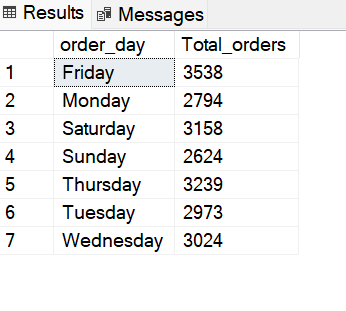 Results Messages
order_day Total_orders
1 Friday 3538
2 Monday 2794
3 Saturday 3158
4 Sunday 2624
5 Thursday 3239
6 Tuesday 2973
7 Wednesday 3024